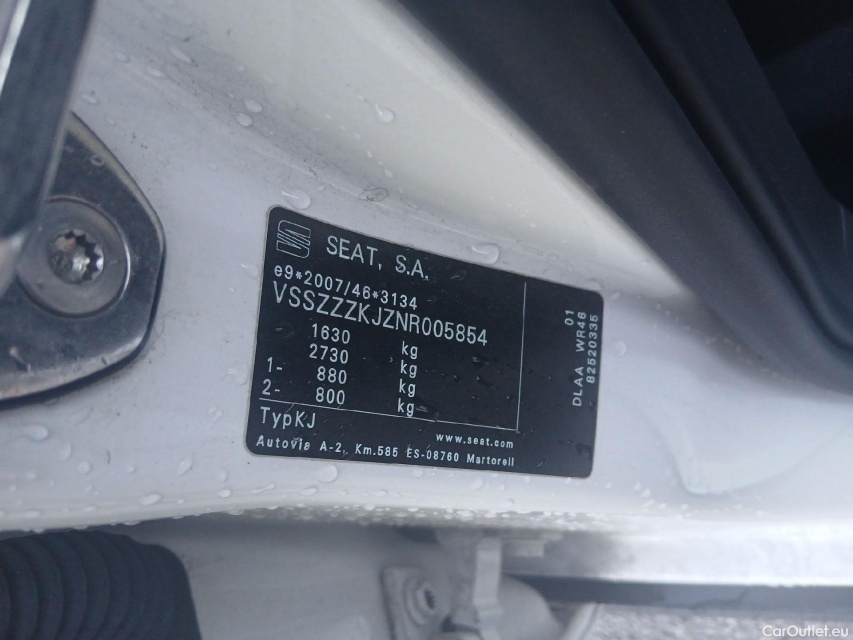 SEAT, S.A.
e9*2007/46*3134
VSSZZZKJZNR005854
1630 kg
2730 kg
1- 880 kg
2- 800 kg
TypKJ
www.seat.com
Autovia A-2, Km.585 ES-08760 Martorell
01
DLAA WR46
82520335
CarOutlet.eu